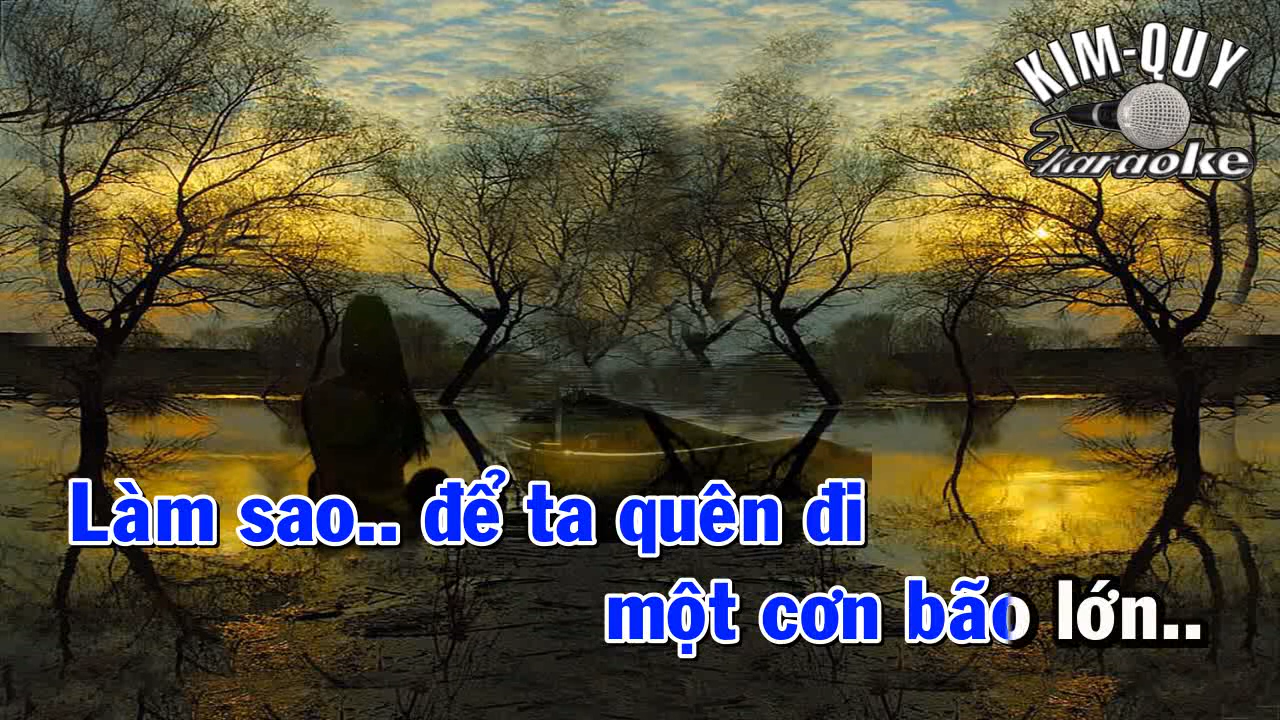 KIM-QUY
karaoke
Làm sao.. để ta quên đi
một cơn bão lớn..